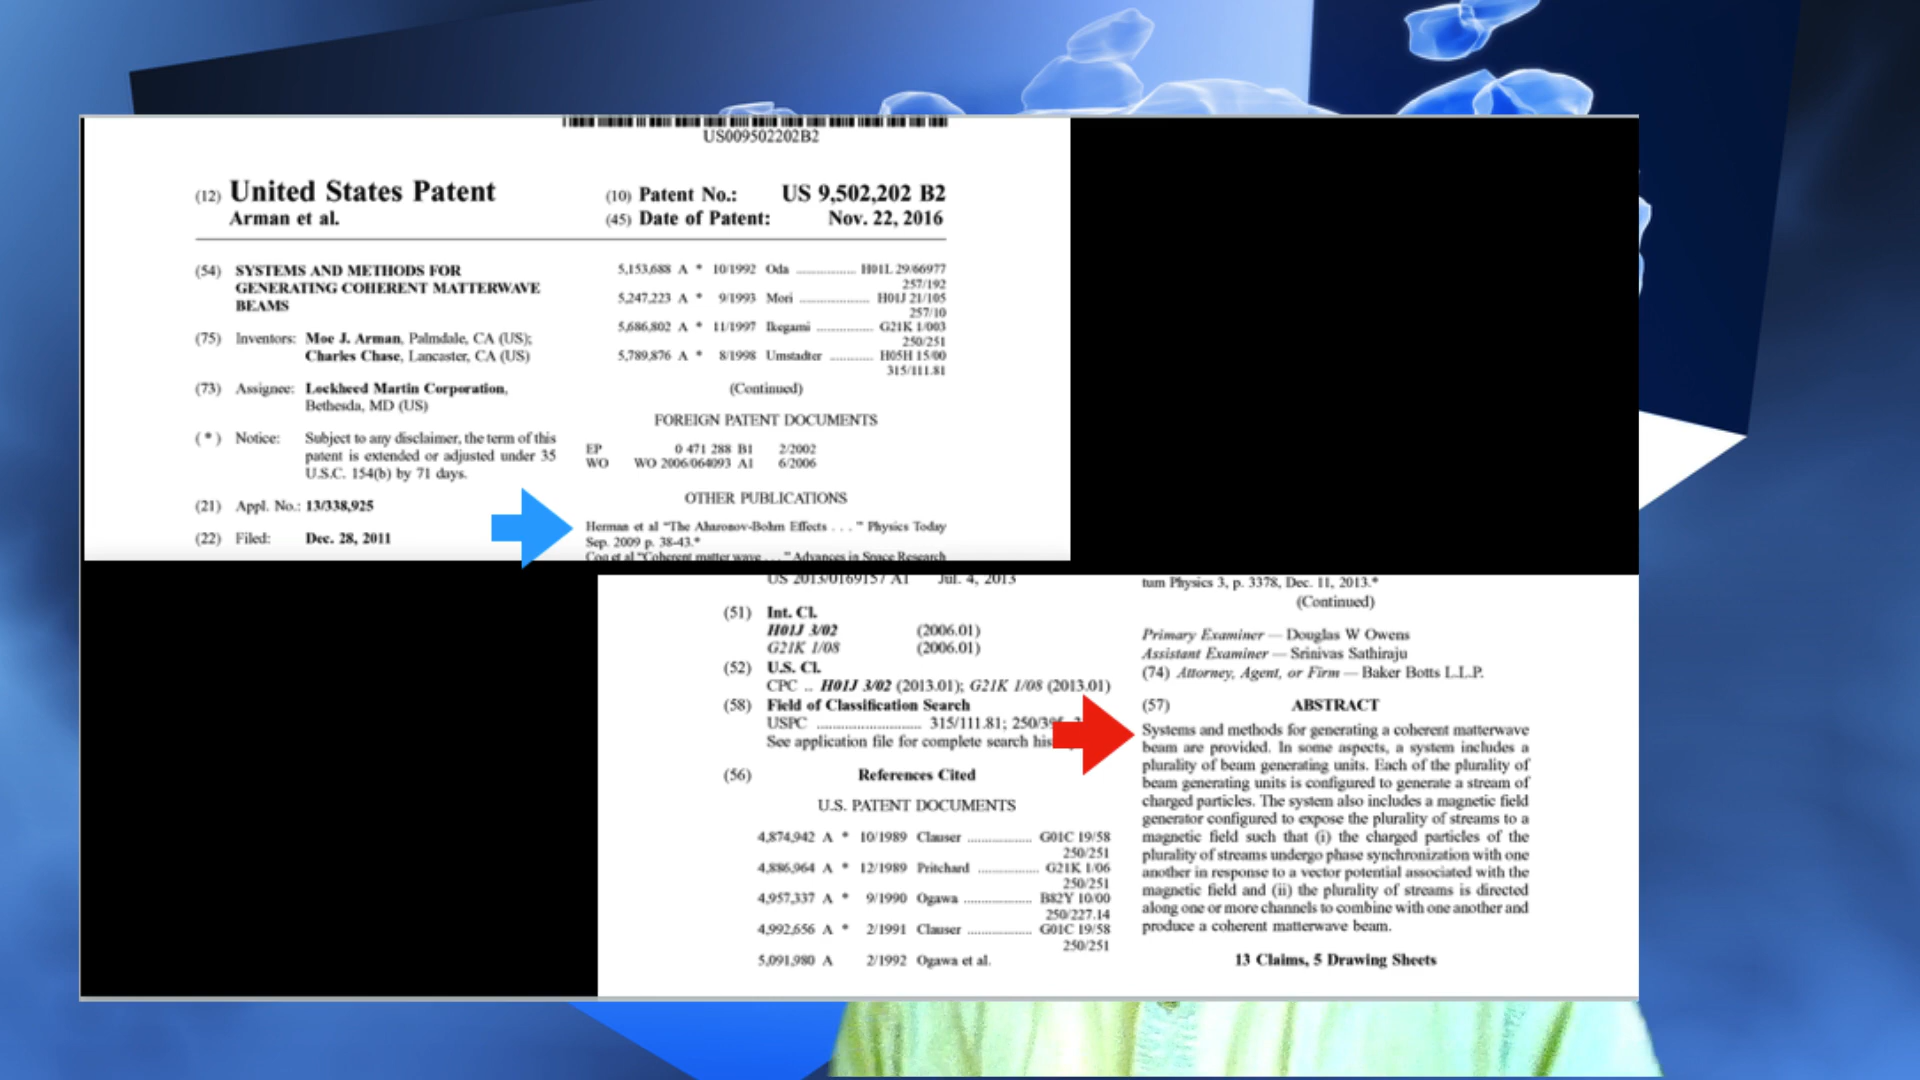 US009502202B2
(12) United States Patent
Arman et al.
(10) Patent No.: US 9,502,202 B2
(45) Date of Patent: Nov. 22, 2016
(54) SYSTEMS AND METHODS FOR
GENERATING COHERENT MATTERWAVE
BEAMS
(75) Inventors: Moe J. Arman, Palmdale, CA (US);
Charles Chase, Lancaster, CA (US)
(73) Assignee: Lockheed Martin Corporation,
Bethesda, MD (US)
( * ) Notice: Subject to any disclaimer, the term of this
patent is extended or adjusted under 35
U.S.C. 154(b) by 71 days.
(21) Appl. No.: 13/338,925
(22) Filed: Dec. 28, 2011
5,153,688 A * 10/1992 Oda ................ H01L 29/66977
257/192
5,247,223 A * 9/1993 Mori ................... H01J 21/105
257/10
5,686,802 A * 11/1997 Ikegami ............... G21K 1/003
250/251
5,789,876 A * 8/1998 Umstadter ............ H05H 15/00
315/111.81
(Continued)
FOREIGN PATENT DOCUMENTS
EP 0 471 288 B1 2/2002
WO WO 2006/064093 A1 6/2006
OTHER PUBLICATIONS
Herman et al "The Aharonov-Bohm Effects . . . " Physics Today
Sep. 2009 p. 38-43.*
et al "Coherent matter wave . . . " Advances in Space Research
US 2013/0169157 A1 Jul. 4, 2013
(51) Int. Cl.
H01J 3/02 (2006.01)
G21K 1/08 (2006.01)
(52) U.S. Cl.
CPC .. H01J 3/02 (2013.01); G21K 1/08 (2013.01)
(58) Field of Classification Search
USPC ........................ 315/111.81;
See application file for complete search
(56) References Cited
U.S. PATENT DOCUMENTS
4,874,942 A * 10/1989 Clauser ................ G01C 19/58
250/251
4,886,964 A * 12/1989 Pritchard ............... G21K 1/06
250/251
4,957,337 A * 9/1990 Ogawa ................. B82Y 10/00
250/227.14
4,992,656 A * 2/1991 Clauser ................ G01C 19/58
250/251
5,091,980 A 2/1992 Ogawa et al.
tum Physics 3, p. 3378, Dec. 11, 2013.*
(Continued)
Primary Examiner — Douglas W Owens
Assistant Examiner — Srinivas Sathiraju
(74) Attorney, Agent, or Firm — Baker Botts L.L.P.
(57) ABSTRACT
Systems and methods for generating a coherent matterwave
beam are provided. In some aspects, a system includes a
plurality of beam generating units. Each of the plurality of
beam generating units is configured to generate a stream of
charged particles. The system also includes a magnetic field
generator configured to expose the plurality of streams to a
magnetic field such that (i) the charged particles of the
plurality of streams undergo phase synchronization with one
another in response to a vector potential associated with the
magnetic field and (ii) the plurality of streams is directed
along one or more channels to combine with one another and
produce a coherent matterwave beam.
13 Claims, 5 Drawing Sheets